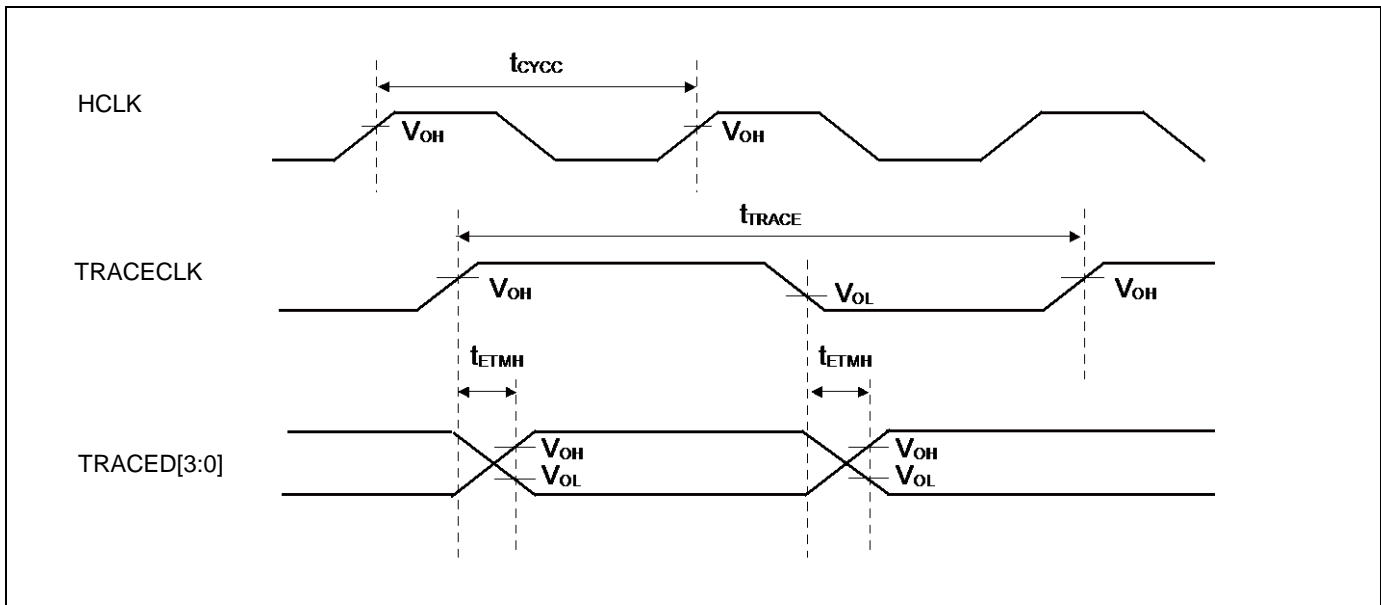 tCYCC
HCLK
VOH VOH
tTRACE
TRACECLK
VOH VOL VOH
tETMH tETMH
TRACED[3:0]
VOH VOH
VOL VOL